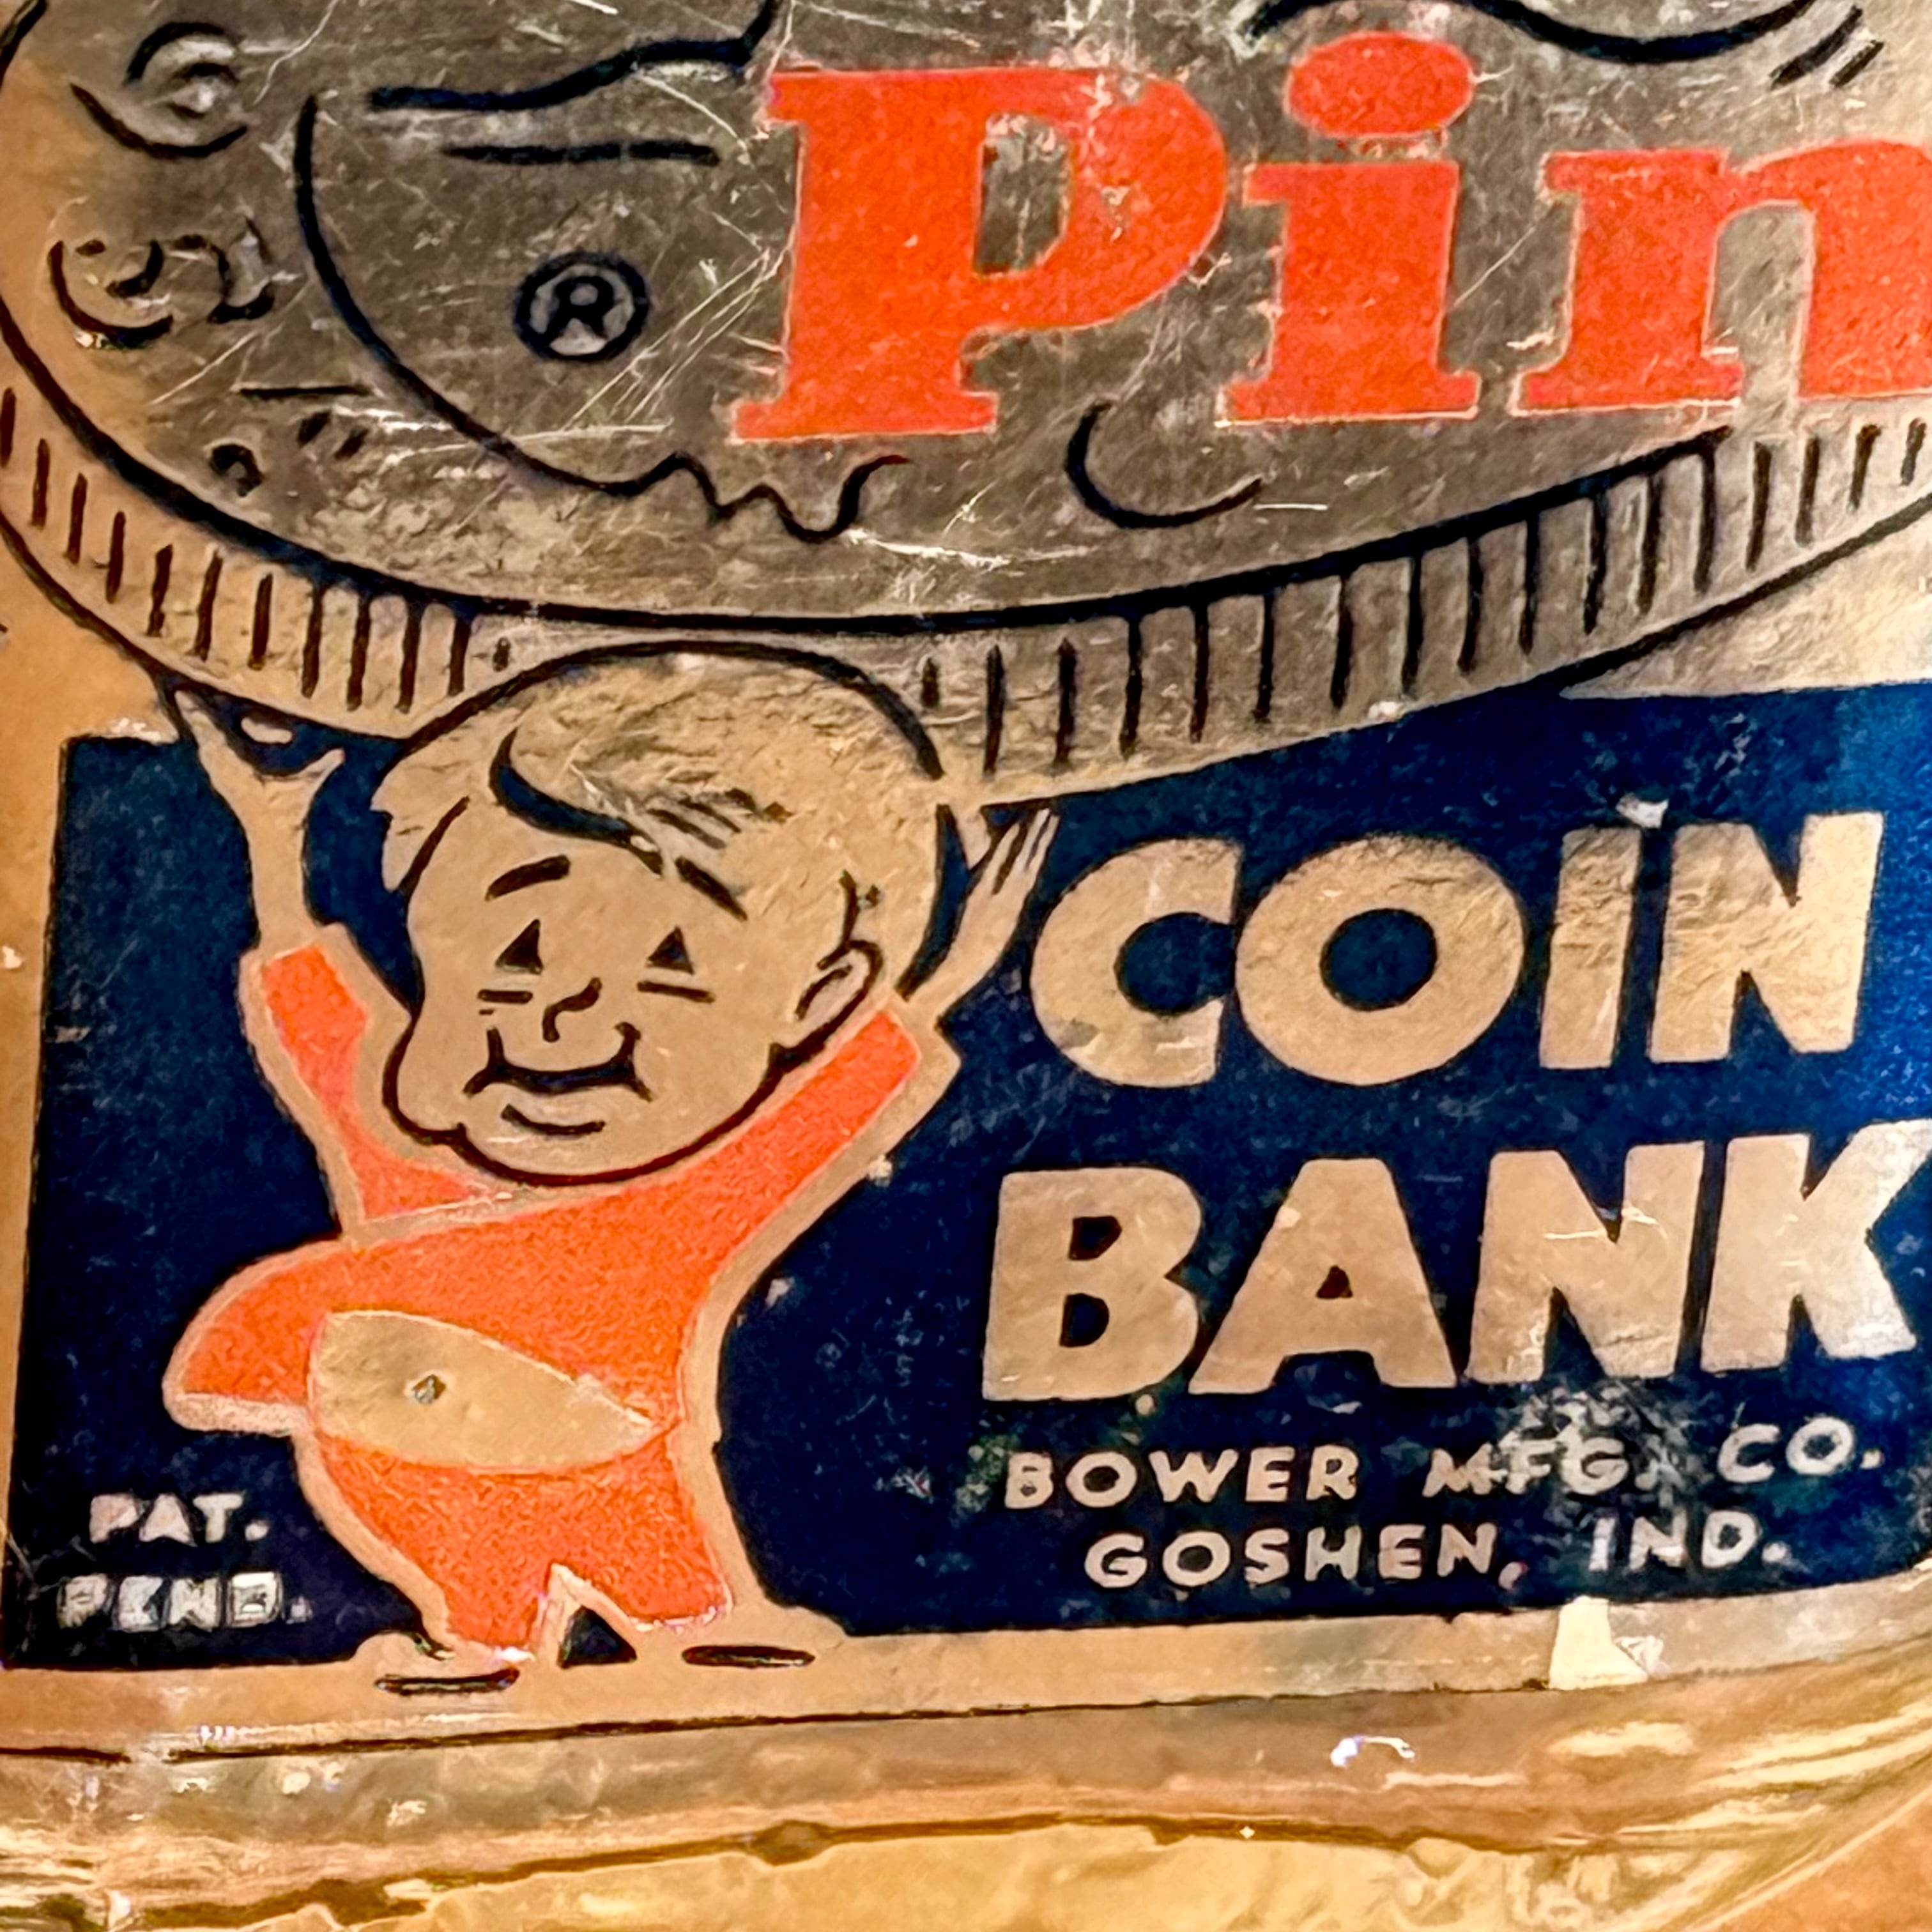 Pin
®
COIN
BANK
BOWER MFG. CO.
GOSHEN, IND.
PAT.
PEND.